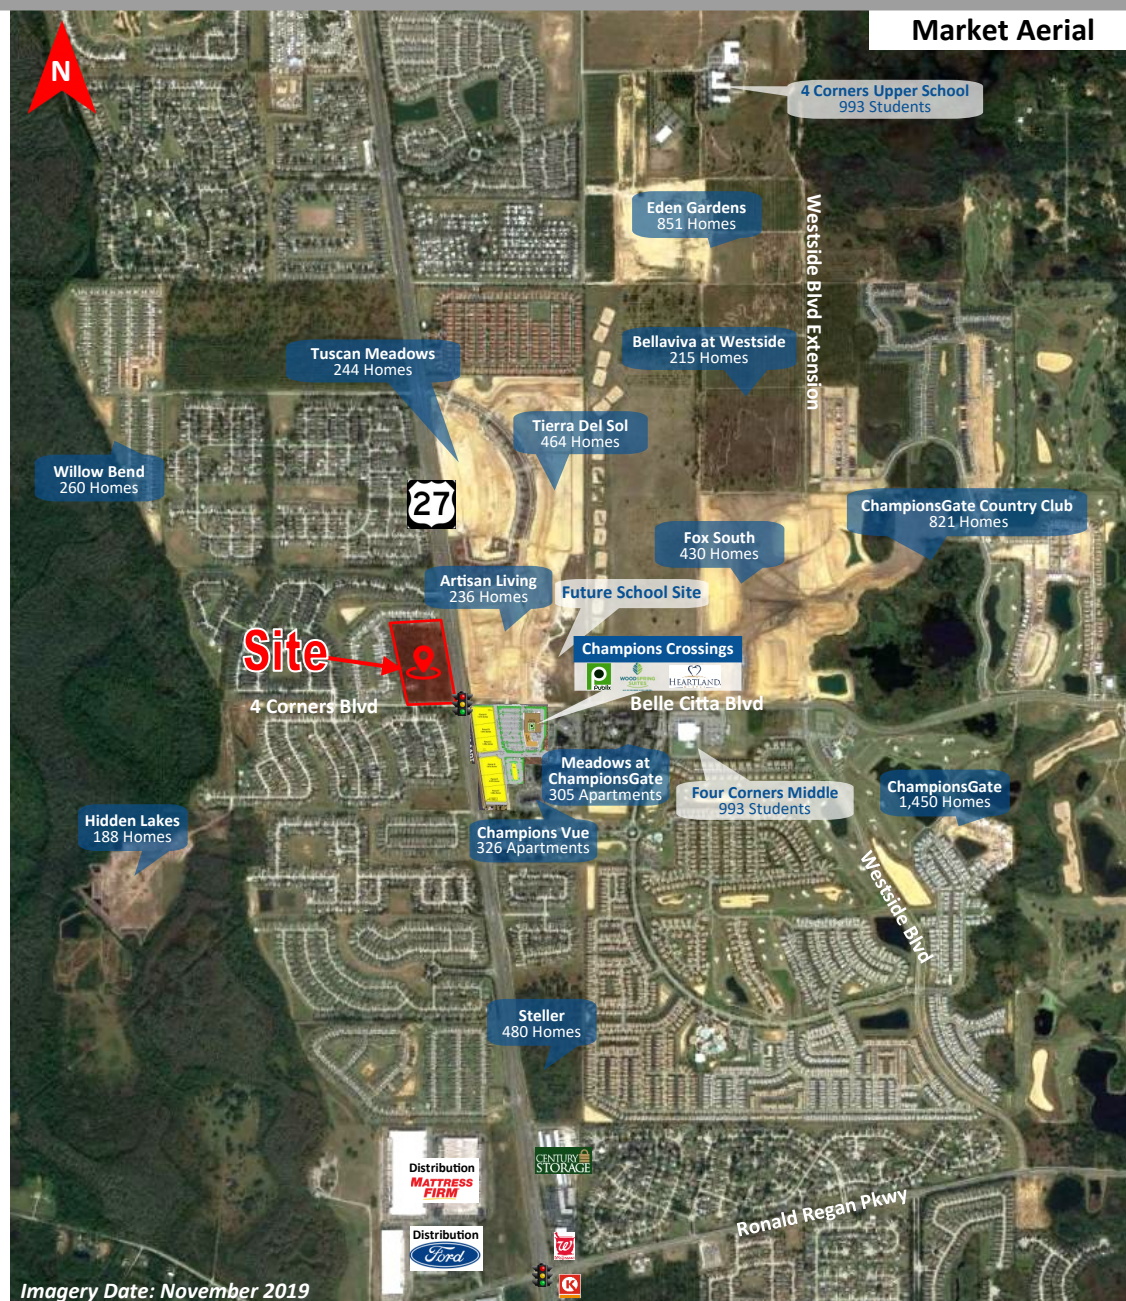 Market Aerial
N
4 Corners Upper School
993 Students
Eden Gardens
851 Homes
Westside Blvd Extension
Tuscan Meadows
244 Homes
Bellaviva at Westside
215 Homes
Tierra Del Sol
464 Homes
Willow Bend
260 Homes
27
ChampionsGate Country Club
821 Homes
Fox South
430 Homes
Artisan Living
236 Homes
Future School Site
Site
Champions Crossings
Publix
WOODSPRING
SUITES
HEARTLAND
4 Corners Blvd
Belle Citta Blvd
Meadows at
ChampionsGate
305 Apartments
Four Corners Middle
993 Students
ChampionsGate
1,450 Homes
Hidden Lakes
188 Homes
Champions Vue
326 Apartments
Westside Blvd
Steller
480 Homes
CENTURY
STORAGE
Distribution
MATTRESS
FIRM
Ronald Regan Pkwy
Distribution
Ford
W
K
Imagery Date: November 2019